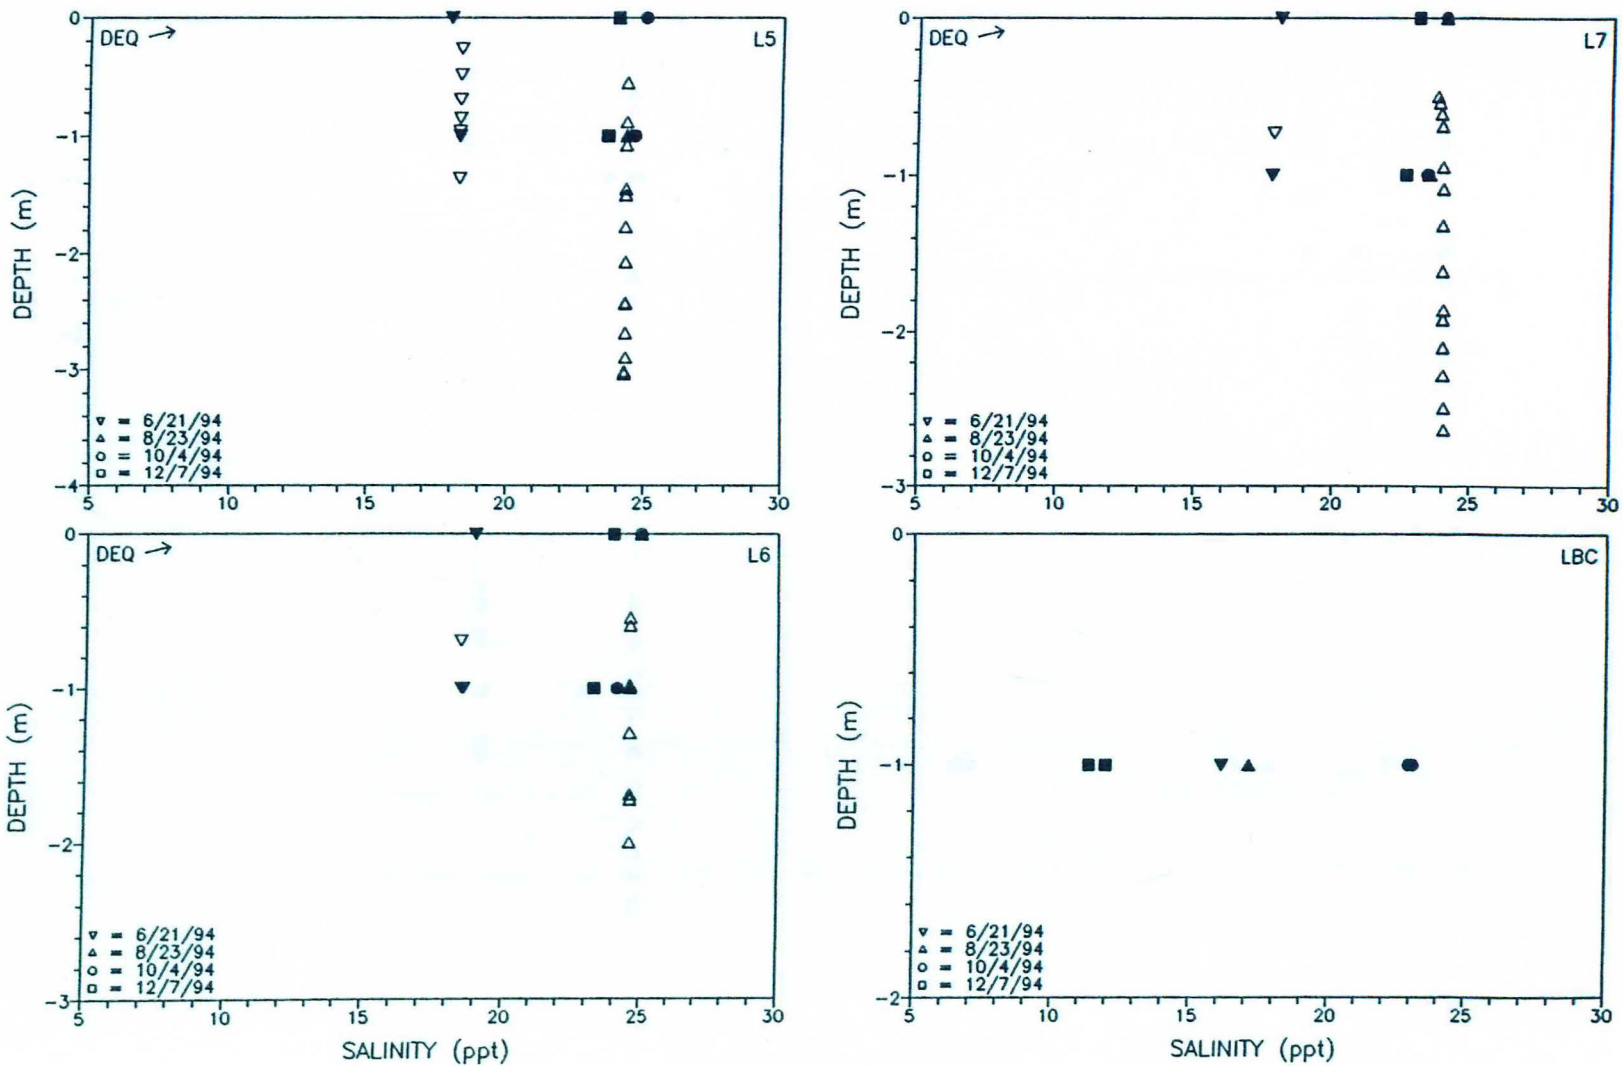 0
DEQ →
L5
-1
-2
-3
-4
DEPTH (m)
▽ = 6/21/94
△ = 8/23/94
○ = 10/4/94
□ = 12/7/94
5 10 15 20 25 30
0
DEQ →
L7
-1
-2
-3
DEPTH (m)
▽ = 6/21/94
△ = 8/23/94
○ = 10/4/94
□ = 12/7/94
5 10 15 20 25 30
0
DEQ →
L6
-1
-2
-3
DEPTH (m)
▽ = 6/21/94
△ = 8/23/94
○ = 10/4/94
□ = 12/7/94
5 10 15 20 25 30
SALINITY (ppt)
0
LBC
-1
-2
DEPTH (m)
▽ = 6/21/94
△ = 8/23/94
○ = 10/4/94
□ = 12/7/94
5 10 15 20 25 30
SALINITY (ppt)